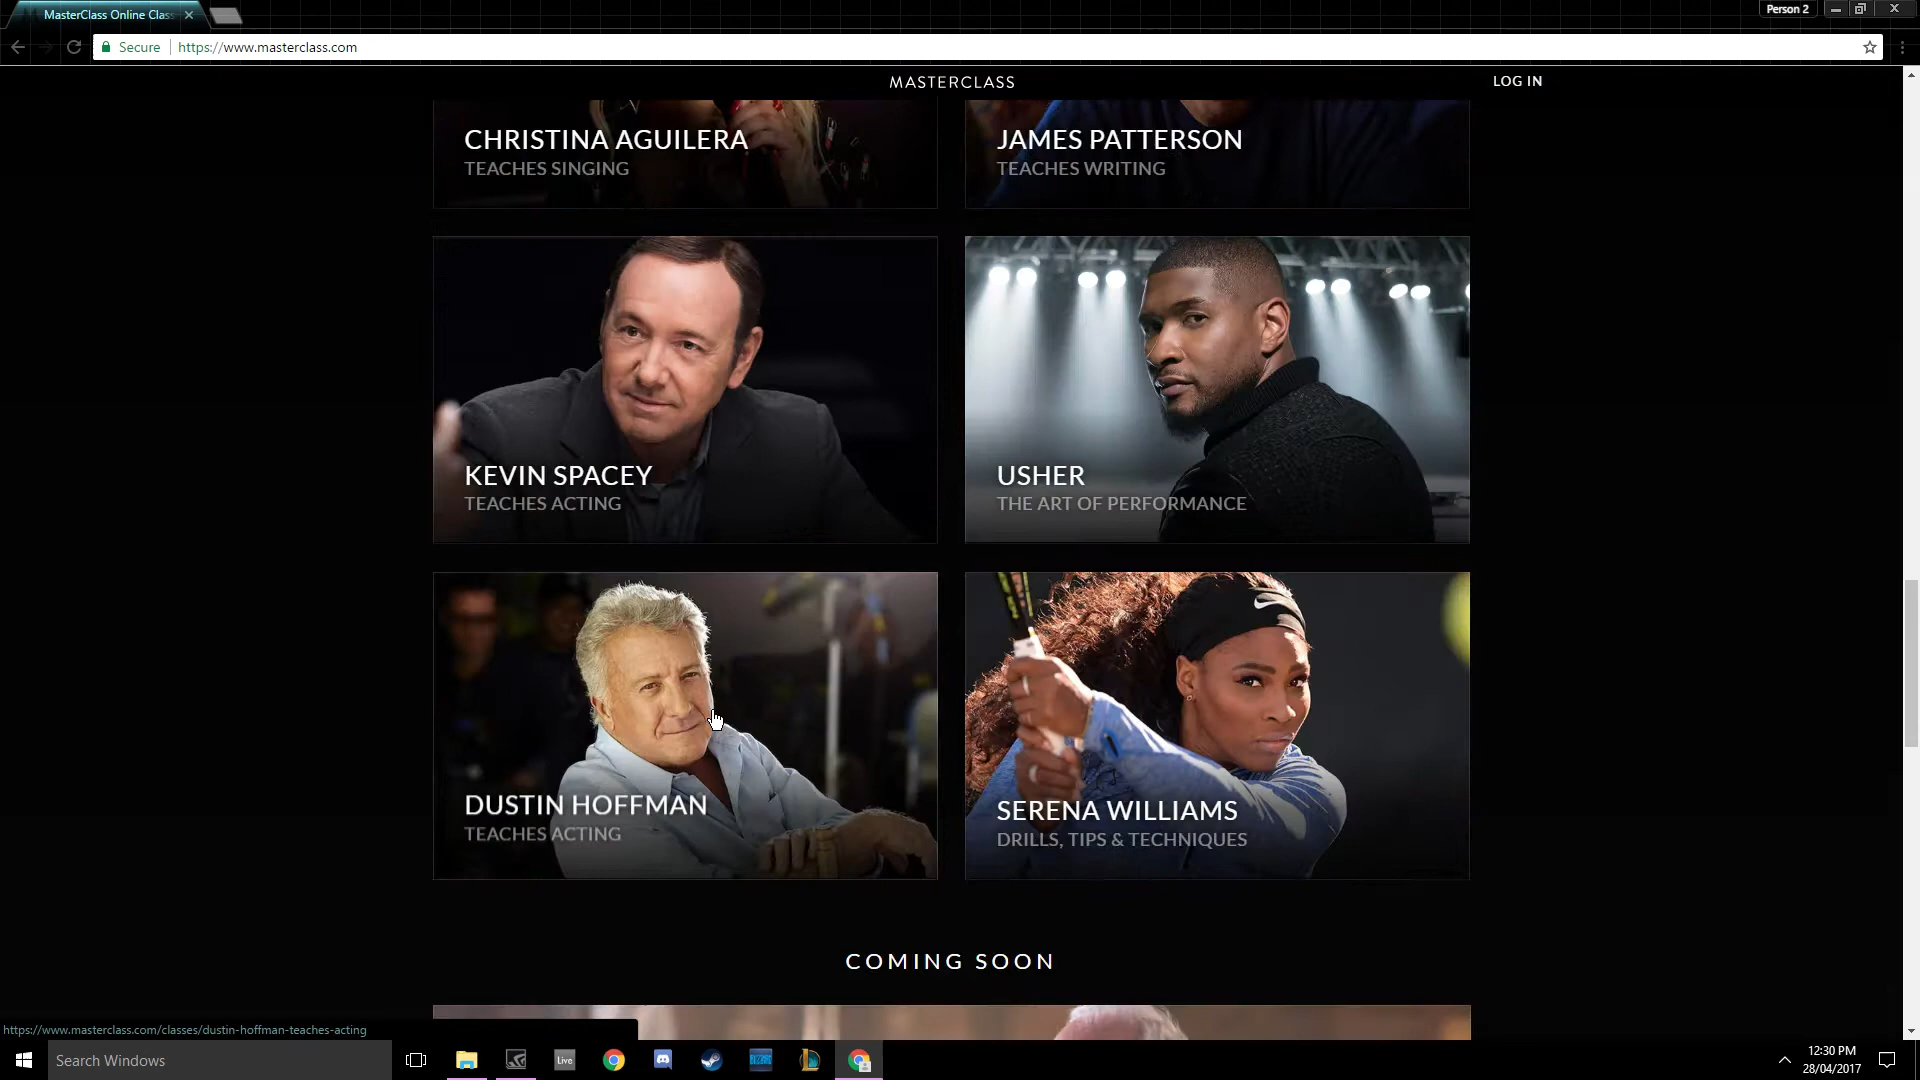 MasterClass Online Clas
Person 2
Secure
https://www.masterclass.com
MASTERCLASS
LOG IN
CHRISTINA AGUILERA
TEACHES SINGING
JAMES PATTERSON
TEACHES WRITING
KEVIN SPACEY
TEACHES ACTING
USHER
THE ART OF PERFORMANCE
DUSTIN HOFFMAN
TEACHES ACTING
SERENA WILLIAMS
DRILLS, TIPS & TECHNIQUES
COMING SOON
https://www.masterclass.com/classes/dustin-hoffman-teaches-acting
Search Windows
Live
12:30 PM
28/04/2017